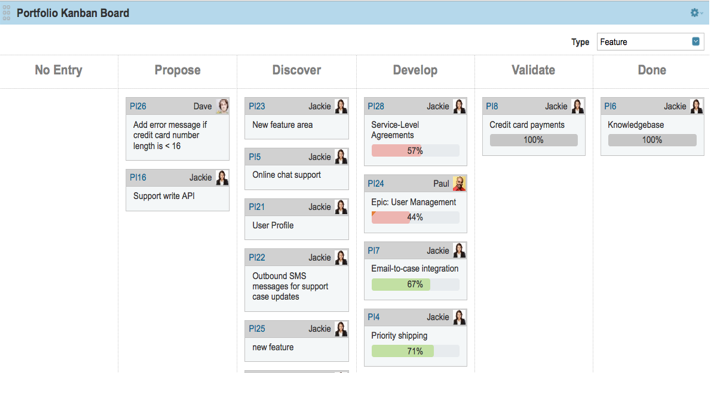 Portfolio Kanban Board
Type Feature
No Entry Propose Discover Develop Validate Done
PI26 Dave
Add error message if
credit card number
length is < 16
PI16 Jackie
Support write API
PI23 Jackie
New feature area
PI5 Jackie
Online chat support
PI21 Jackie
User Profile
PI22 Jackie
Outbound SMS
messages for support
case updates
PI25 Jackie
new feature
PI28 Jackie
Service-Level
Agreements
57%
PI24 Paul
Epic: User Management
44%
PI7 Jackie
Email-to-case integration
67%
PI4 Jackie
Priority shipping
71%
PI8 Jackie
Credit card payments
100%
PI6 Jackie
Knowledgebase
100%